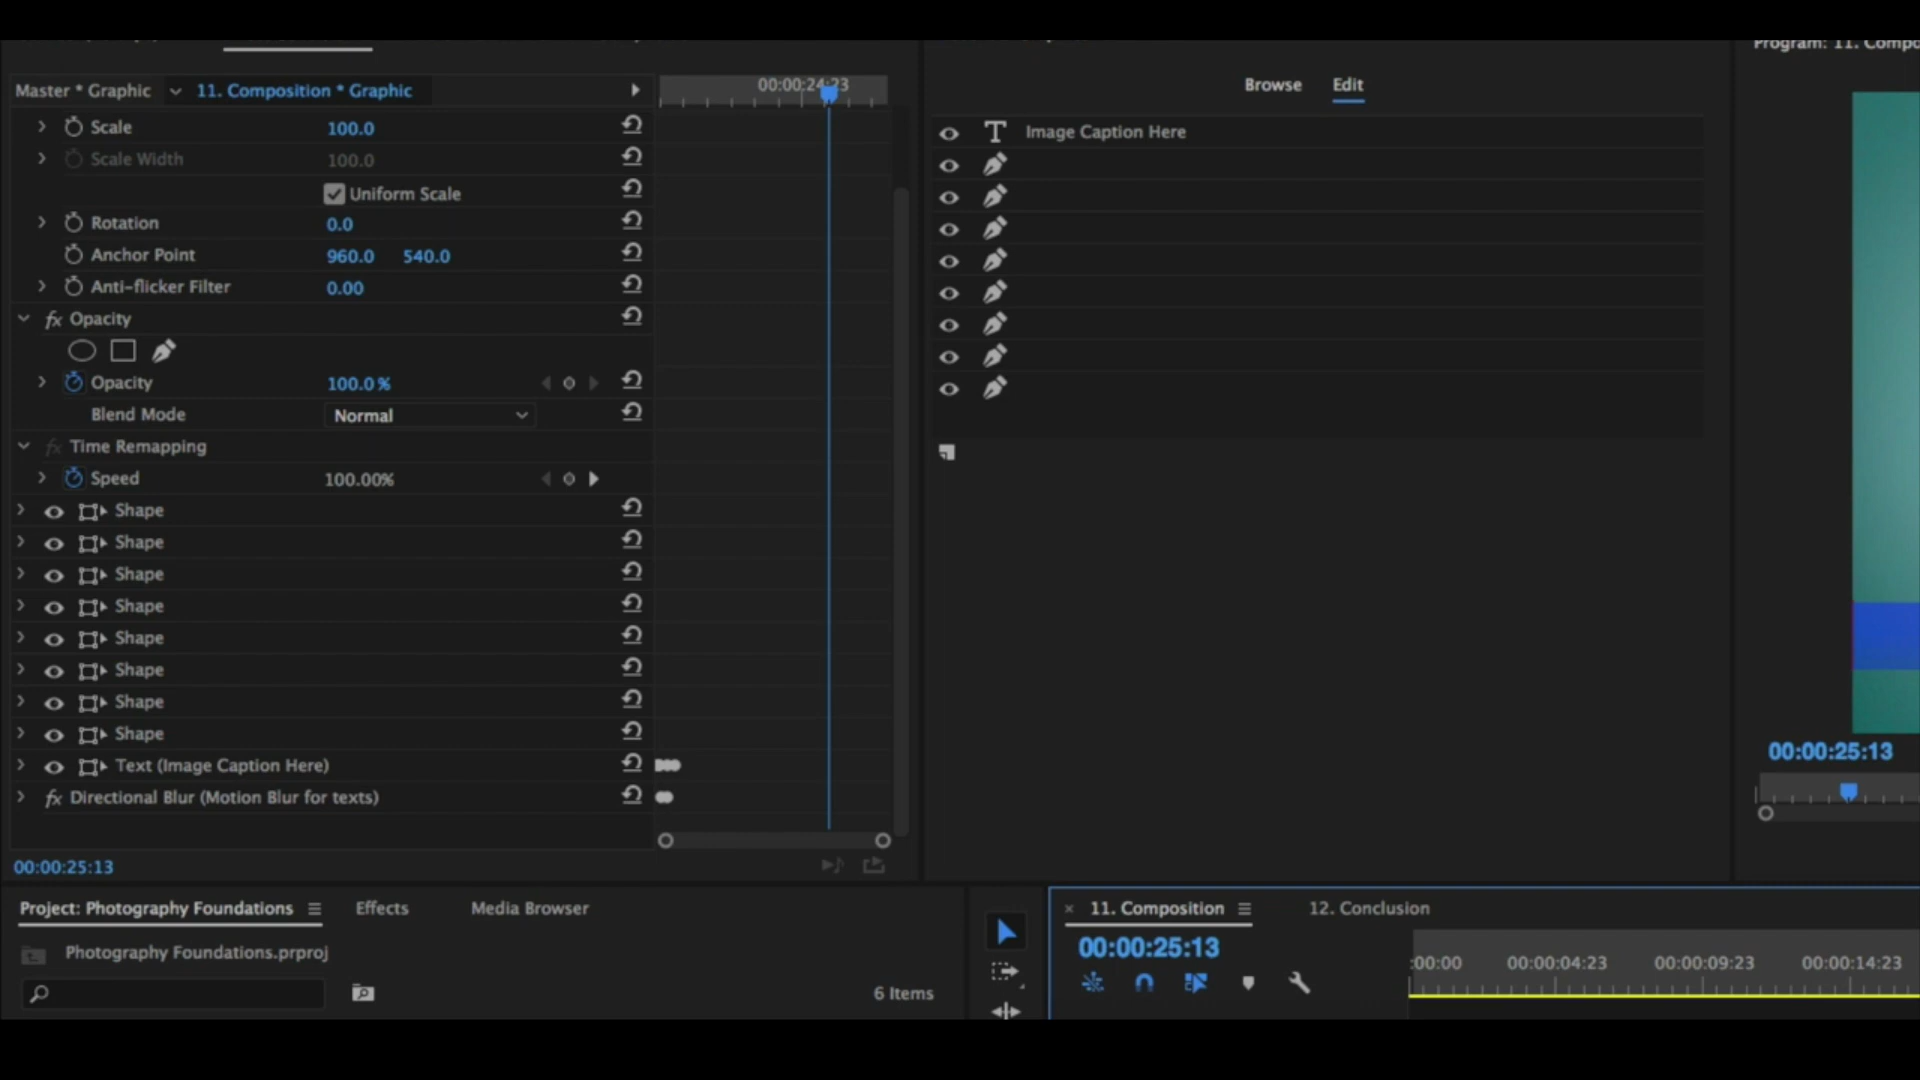 Program: 11. Compo
Master * Graphic 11. Composition * Graphic
00:00:24:23
Browse Edit
Scale 100.0
Scale Width 100.0
Uniform Scale
Rotation 0.0
Anchor Point 960.0 540.0
Anti-flicker Filter 0.00
fx Opacity
Opacity 100.0 %
Blend Mode Normal
fx Time Remapping
Speed 100.00%
Shape
Shape
Shape
Shape
Shape
Shape
Shape
Shape
Text (Image Caption Here)
fx Directional Blur (Motion Blur for texts)
00:00:25:13
T Image Caption Here
00:00:25:13
Project: Photography Foundations Effects Media Browser
Photography Foundations.prproj
6 Items
11. Composition 12. Conclusion
00:00:25:13
:00:00 00:00:04:23 00:00:09:23 00:00:14:23